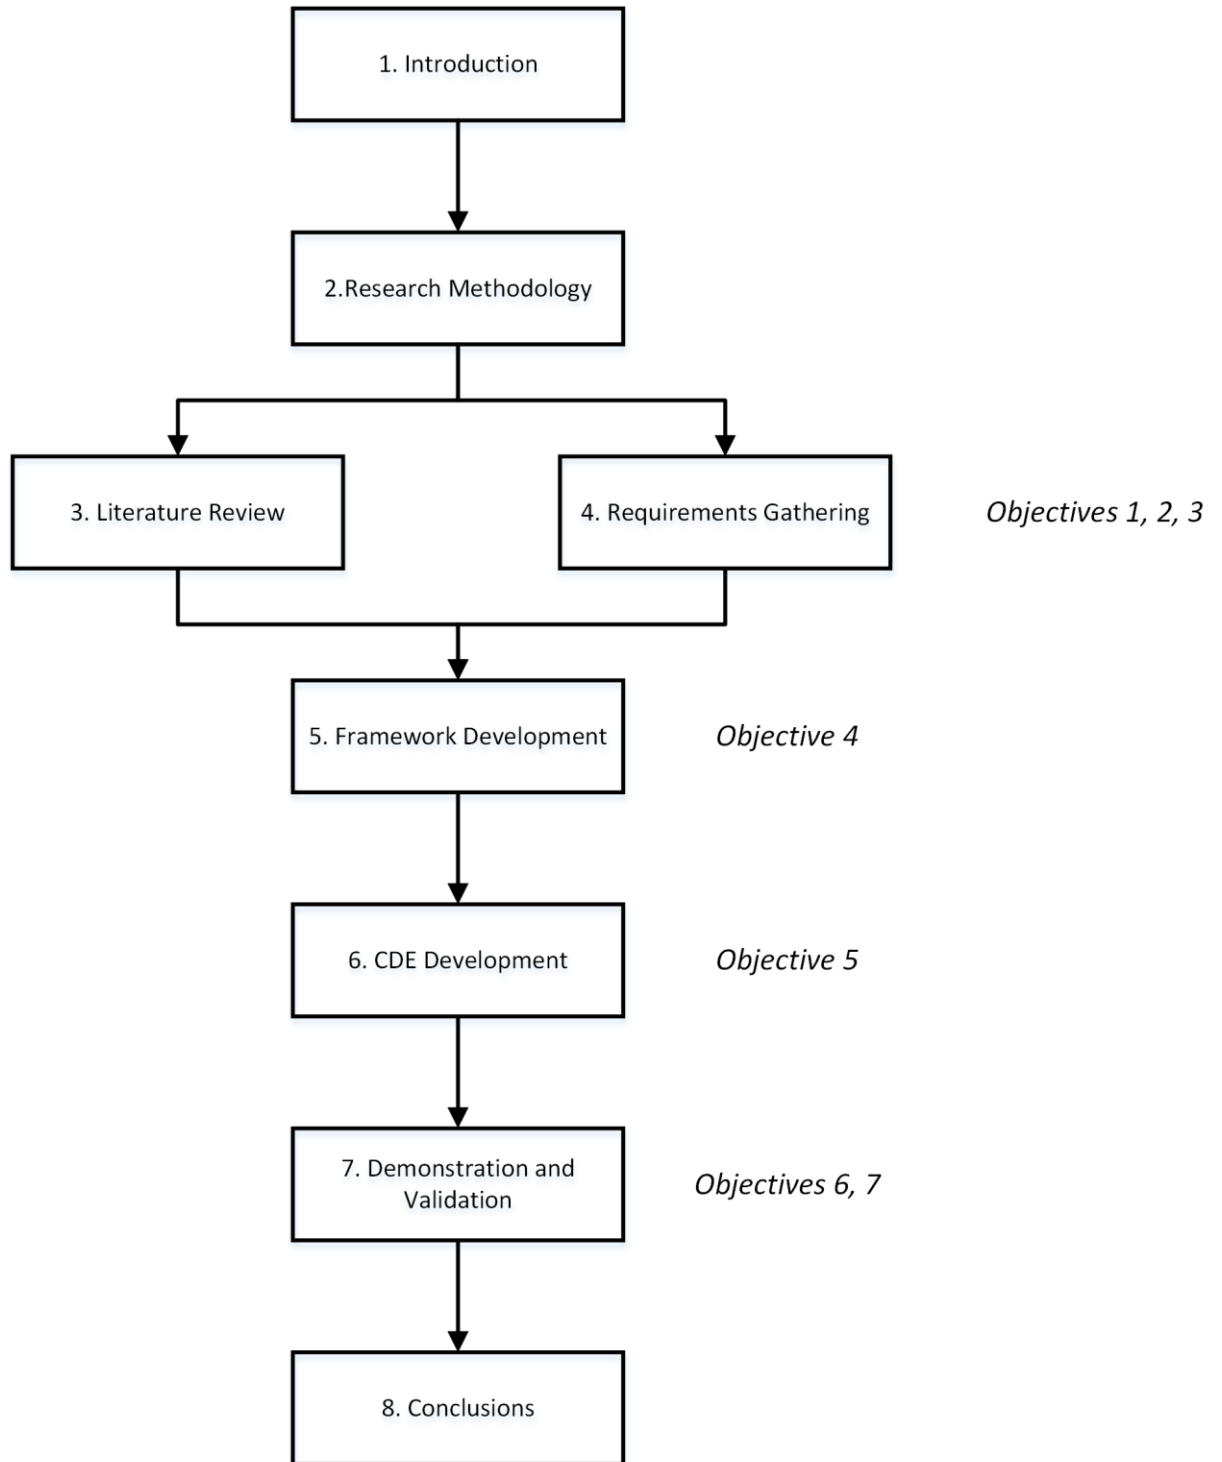 1. Introduction
2.Research Methodology
3. Literature Review
4. Requirements Gathering
Objectives 1, 2, 3
5. Framework Development
Objective 4
6. CDE Development
Objective 5
7. Demonstration and
Validation
Objectives 6, 7
8. Conclusions